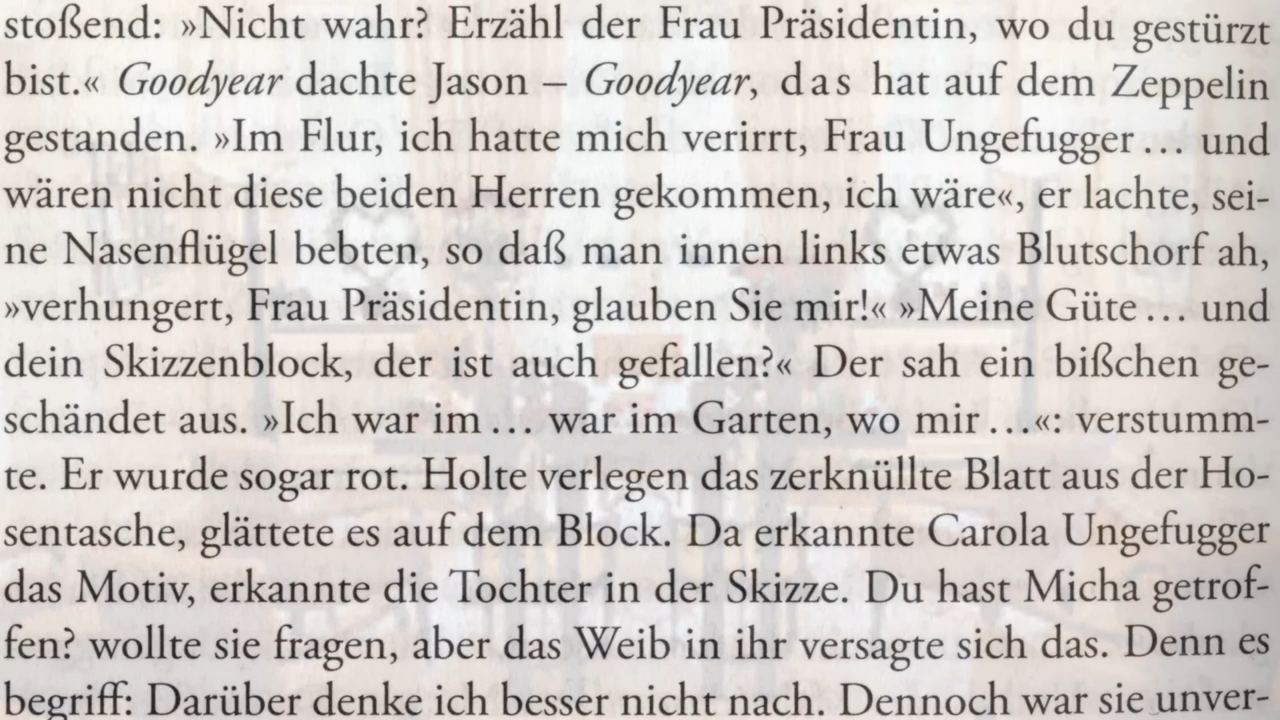 stoßend: »Nicht wahr? Erzähl der Frau Präsidentin, wo du gestürzt
bist.« Goodyear dachte Jason – Goodyear, das hat auf dem Zeppelin
gestanden. »Im Flur, ich hatte mich verirrt, Frau Ungefugger … und
wären nicht diese beiden Herren gekommen, ich wäre«, er lachte, sei-
ne Nasenflügel bebten, so daß man innen links etwas Blutschorf ah,
»verhungert, Frau Präsidentin, glauben Sie mir!« »Meine Güte … und
dein Skizzenblock, der ist auch gefallen?« Der sah ein bißchen ge-
schändet aus. »Ich war im … war im Garten, wo mir …«: verstumm-
te. Er wurde sogar rot. Holte verlegen das zerknüllte Blatt aus der Ho-
sentasche, glättete es auf dem Block. Da erkannte Carola Ungefugger
das Motiv, erkannte die Tochter in der Skizze. Du hast Micha getrof-
fen? wollte sie fragen, aber das Weib in ihr versagte sich das. Denn es
begriff: Darüber denke ich besser nicht nach. Dennoch war sie unver-